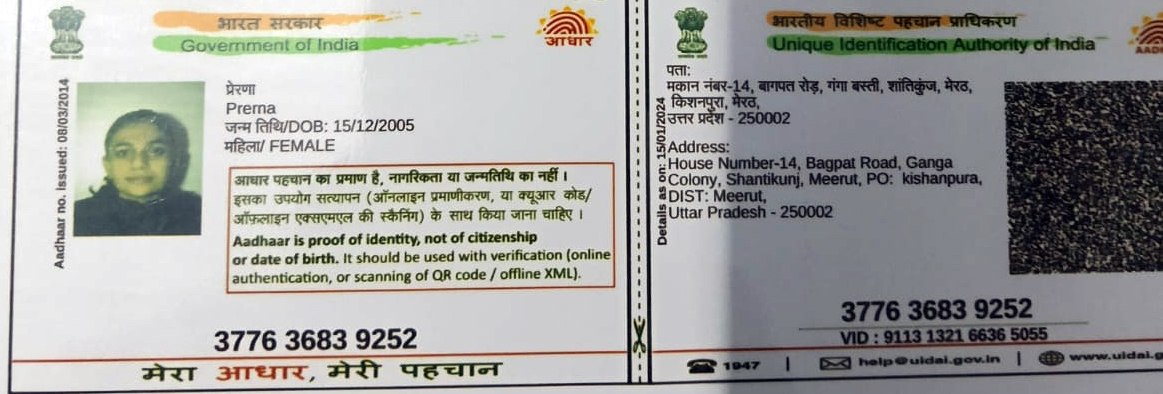 भारत सरकार
Government of India
आधार
Aadhaar no. issued: 08/03/2014
प्रेरणा
Prerna
जन्म तिथि/DOB: 15/12/2005
महिला/ FEMALE
आधार पहचान का प्रमाण है, नागरिकता या जन्मतिथि का नहीं ।
इसका उपयोग सत्यापन (ऑनलाइन प्रमाणीकरण, या क्यूआर कोड/
ऑफ़लाइन एक्सएमएल की स्कैनिंग) के साथ किया जाना चाहिए ।
Aadhaar is proof of identity, not of citizenship
or date of birth. It should be used with verification (online
authentication, or scanning of QR code / offline XML).
3776 3683 9252
मेरा आधार, मेरी पहचान
भारतीय विशिष्ट पहचान प्राधिकरण
Unique Identification Authority of India
Details as on: 15/01/2024
पता:
मकान नंबर-14, बागपत रोड़, गंगा बस्ती, शांतिकुंज, मेरठ,
किशनपुरा, मेरठ,
उत्तर प्रदेश - 250002
Address:
House Number-14, Bagpat Road, Ganga
Colony, Shantikunj, Meerut, PO: kishanpura,
DIST: Meerut,
Uttar Pradesh - 250002
3776 3683 9252
VID : 9113 1321 6636 5055
1947 | help@uidai.gov.in | www.uidai.g